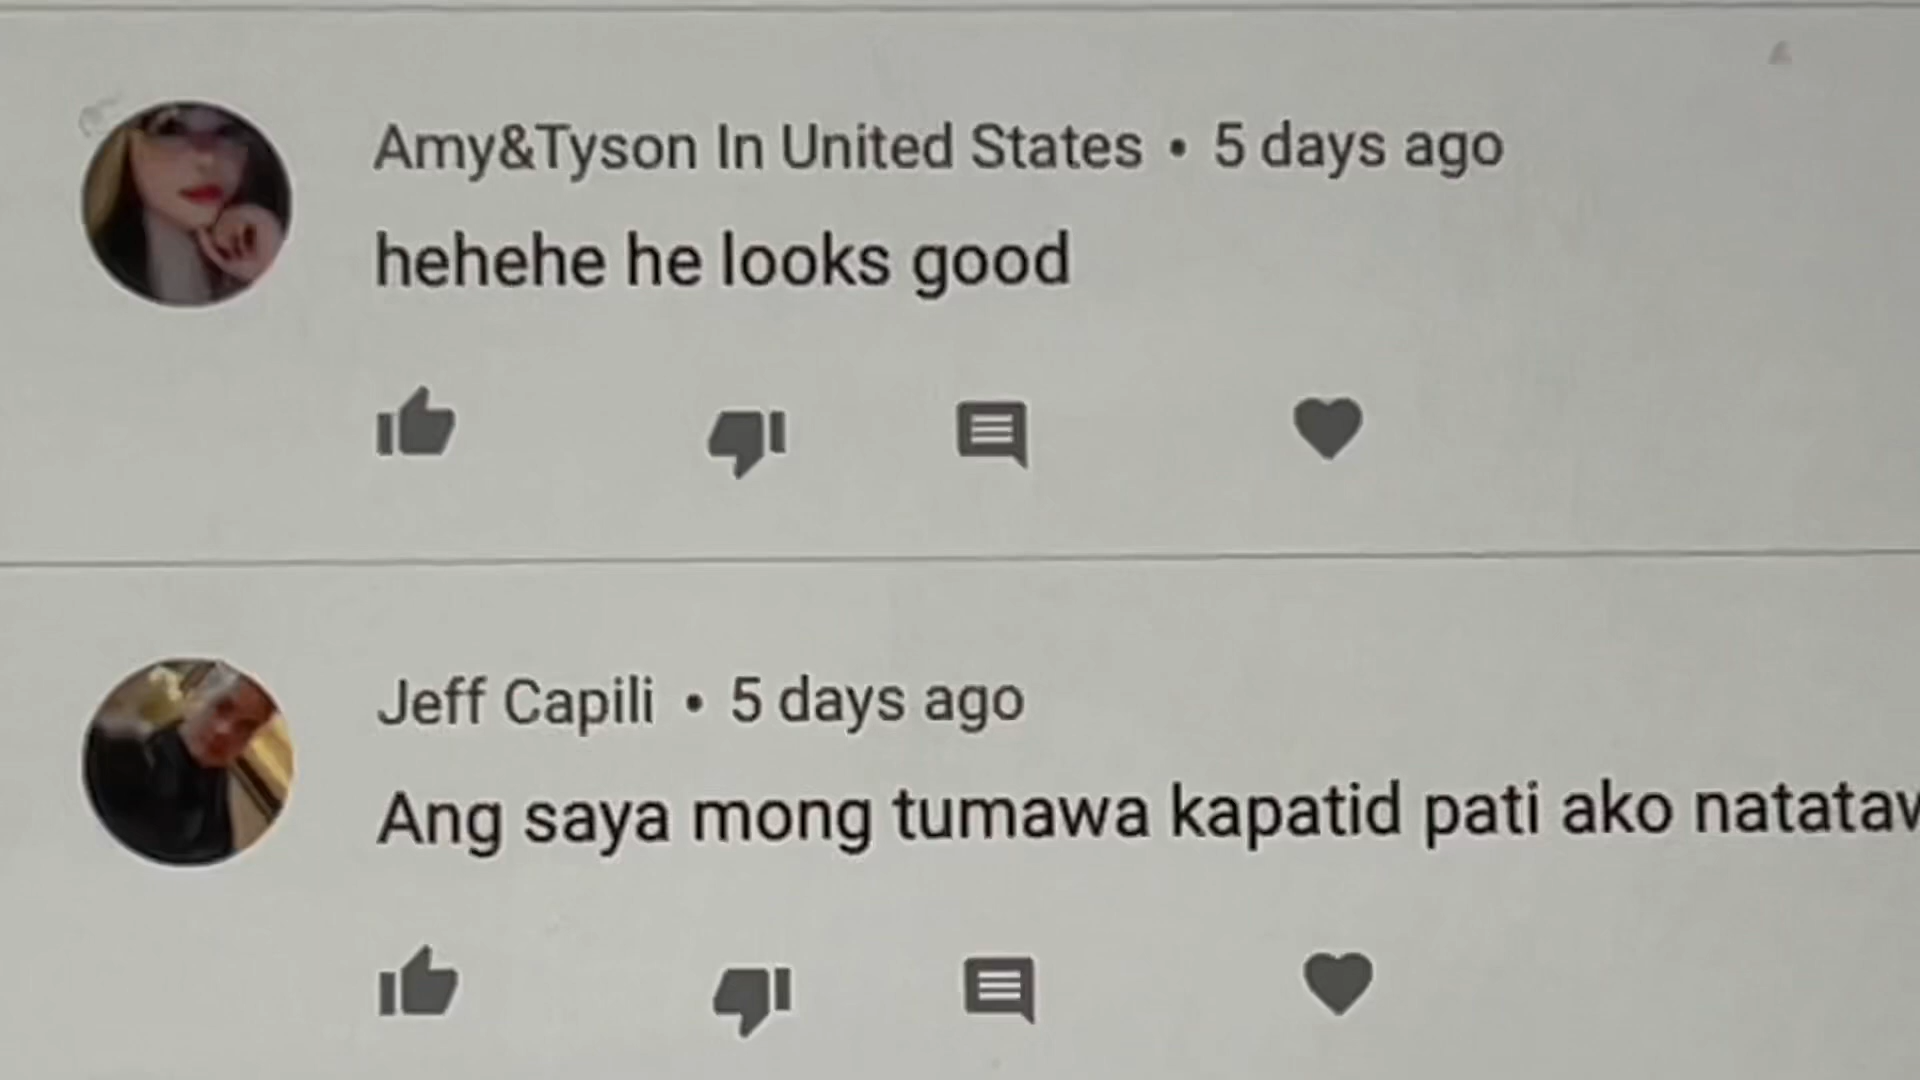 Amy&Tyson In United States • 5 days ago
hehehe he looks good
Jeff Capili • 5 days ago
Ang saya mong tumawa kapatid pati ako